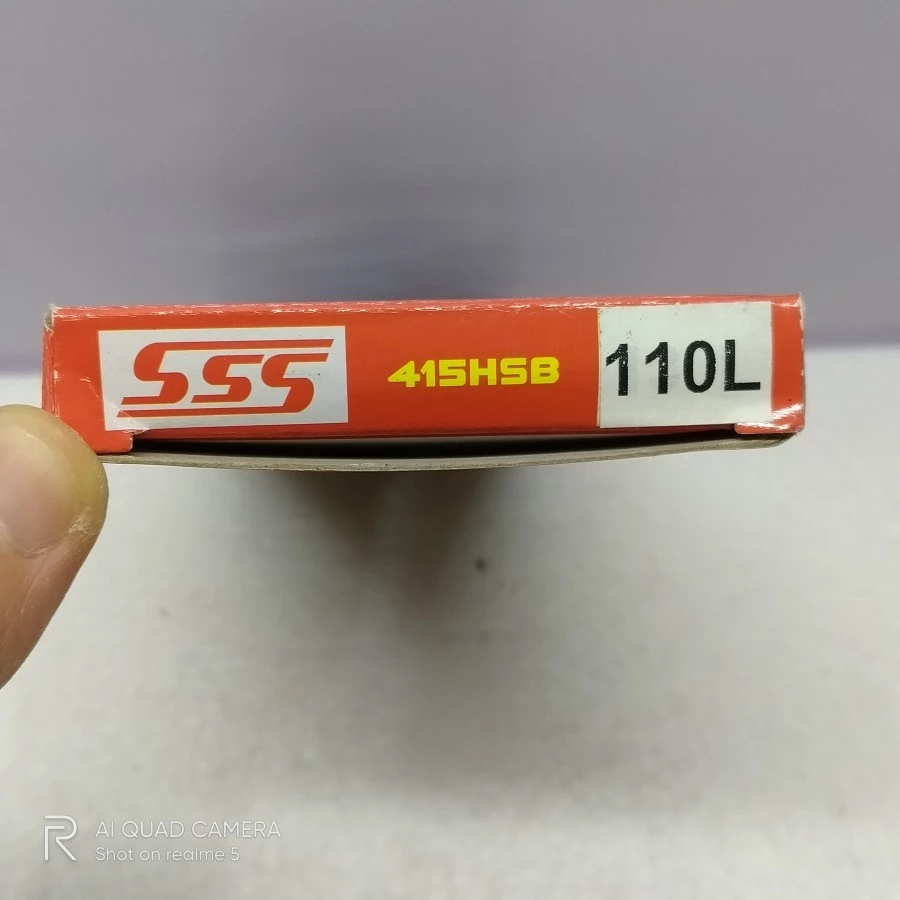 SSS 415HSB 110L
AI QUAD CAMERA
Shot on realme 5